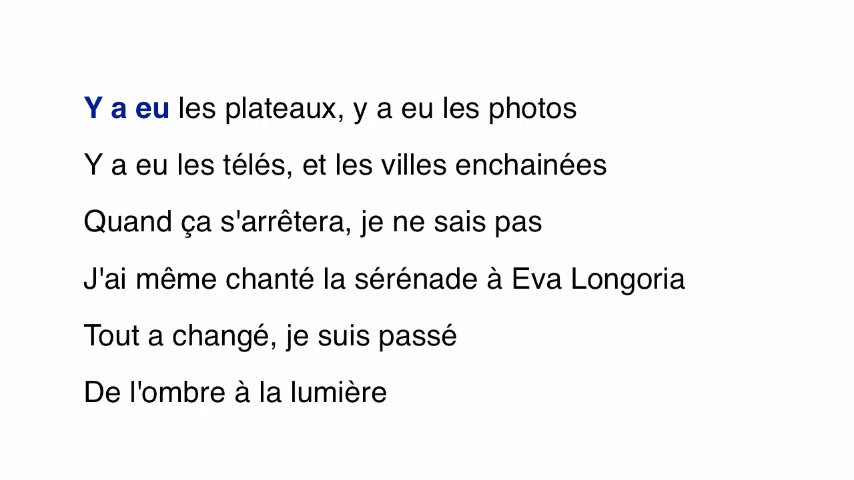 Y a eu les plateaux, y a eu les photos
Y a eu les télés, et les villes enchainées
Quand ça s'arrêtera, je ne sais pas
J'ai même chanté la sérénade à Eva Longoria
Tout a changé, je suis passé
De l'ombre à la lumière